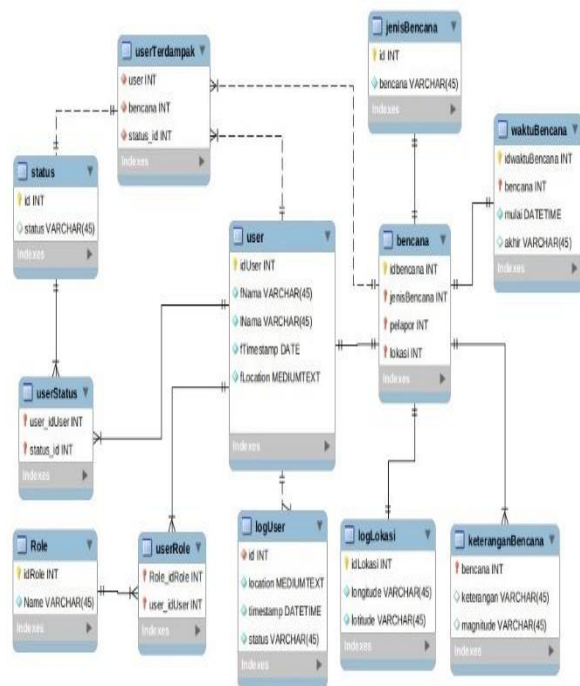 userTerdampak
user INT
bencana INT
status_id INT
Indexes
jenisBencana
id INT
bencana VARCHAR(45)
Indexes
waktuBencana
idwaktuBencana INT
bencana INT
mulai DATETIME
akhir VARCHAR(45)
Indexes
status
id INT
status VARCHAR(45)
Indexes
user
idUser INT
fNama VARCHAR(45)
lNama VARCHAR(45)
fTimestamp DATE
fLocation MEDIUMTEXT
Indexes
bencana
idbencana INT
jenisBencana INT
pelapor INT
lokasi INT
Indexes
userStatus
user_idUser INT
status_id INT
Indexes
Role
idRole INT
Name VARCHAR(45)
Indexes
userRole
Role_idRole INT
user_idUser INT
Indexes
logUser
id INT
location MEDIUMTEXT
timestamp DATETIME
status VARCHAR(45)
Indexes
logLokasi
idLokasi INT
longitude VARCHAR(45)
lotitude VARCHAR(45)
Indexes
keteranganBencana
bencana INT
keterangan VARCHAR(45)
magnitude VARCHAR(45)
Indexes